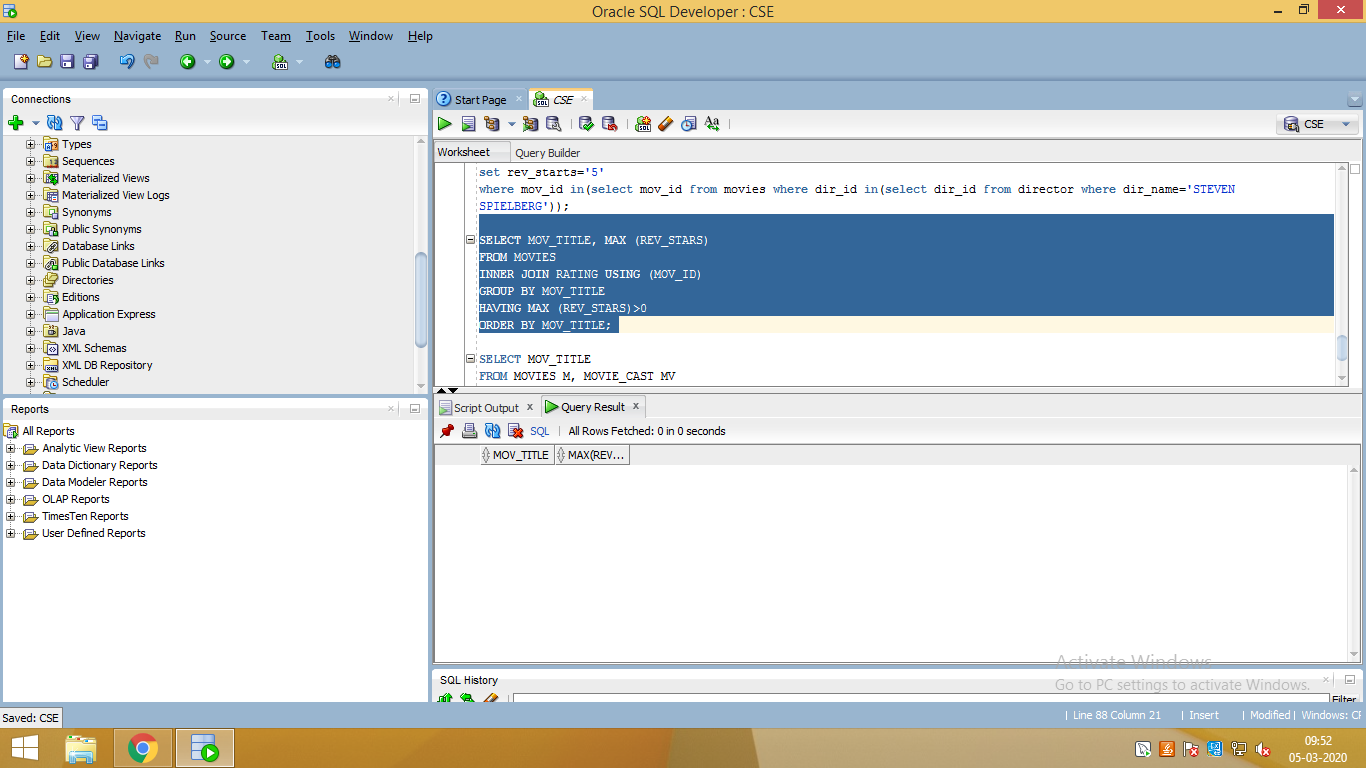 Oracle SQL Developer : CSE
File Edit View Navigate Run Source Team Tools Window Help
Connections
Types
Sequences
Materialized Views
Materialized View Logs
Synonyms
Public Synonyms
Database Links
Public Database Links
Directories
Editions
Application Express
Java
XML Schemas
XML DB Repository
Scheduler
Reports
All Reports
Analytic View Reports
Data Dictionary Reports
Data Modeler Reports
OLAP Reports
TimesTen Reports
User Defined Reports
Start Page
CSE
CSE
Worksheet Query Builder
set rev_starts='5'
where mov_id in(select mov_id from movies where dir_id in(select dir_id from director where dir_name='STEVEN
SPIELBERG'));
SELECT MOV_TITLE, MAX (REV_STARS)
FROM MOVIES
INNER JOIN RATING USING (MOV_ID)
GROUP BY MOV_TITLE
HAVING MAX (REV_STARS)>0
ORDER BY MOV_TITLE;
SELECT MOV_TITLE
FROM MOVIES M, MOVIE_CAST MV
Script Output x Query Result x
SQL | All Rows Fetched: 0 in 0 seconds
MOV_TITLE MAX(REV...
Activate Windows
Go to PC settings to activate Windows.
SQL History
Filter
Saved: CSE
| Line 88 Column 21 | Insert | Modified | Windows: CF
09:52
05-03-2020